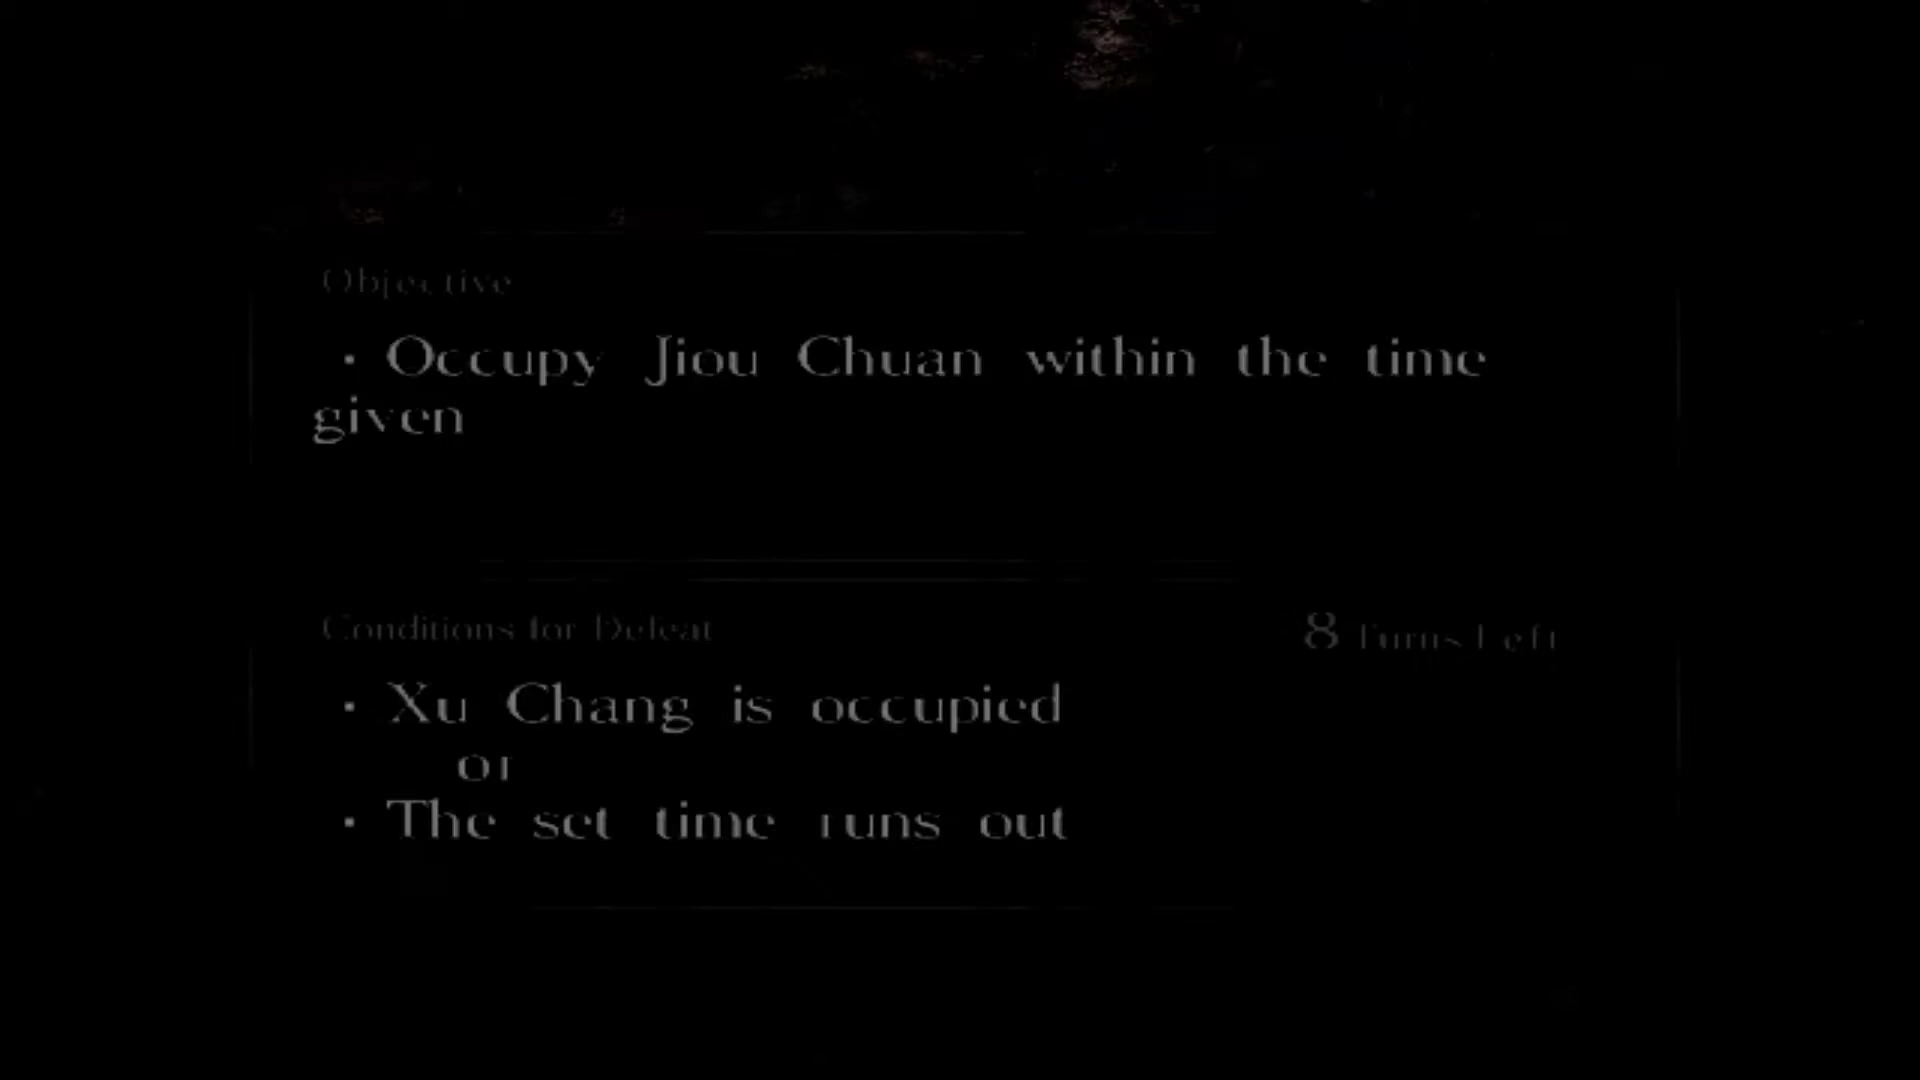 Objective
· Occupy Jiou Chuan within the time
given
Conditions for Defeat
8 Turns Left
· Xu Chang is occupied
or
· The set time runs out